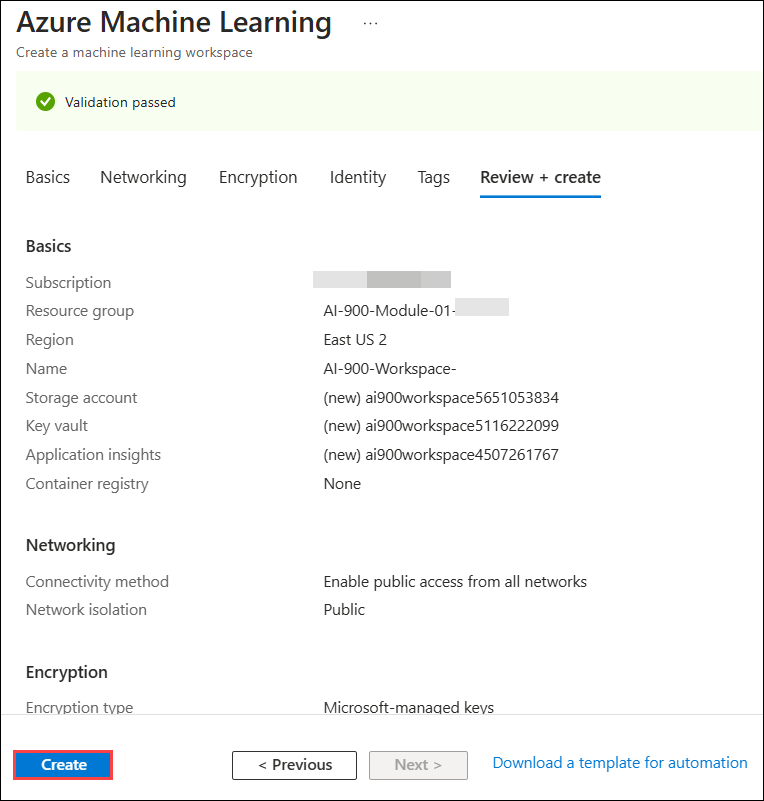 Azure Machine Learning ...
Create a machine learning workspace
Validation passed
Basics Networking Encryption Identity Tags Review + create
Basics
Subscription
Resource group AI-900-Module-01-
Region East US 2
Name AI-900-Workspace-
Storage account (new) ai900workspace5651053834
Key vault (new) ai900workspace5116222099
Application insights (new) ai900workspace4507261767
Container registry None
Networking
Connectivity method Enable public access from all networks
Network isolation Public
Encryption
Encryption type Microsoft-managed keys
Create < Previous Next > Download a template for automation